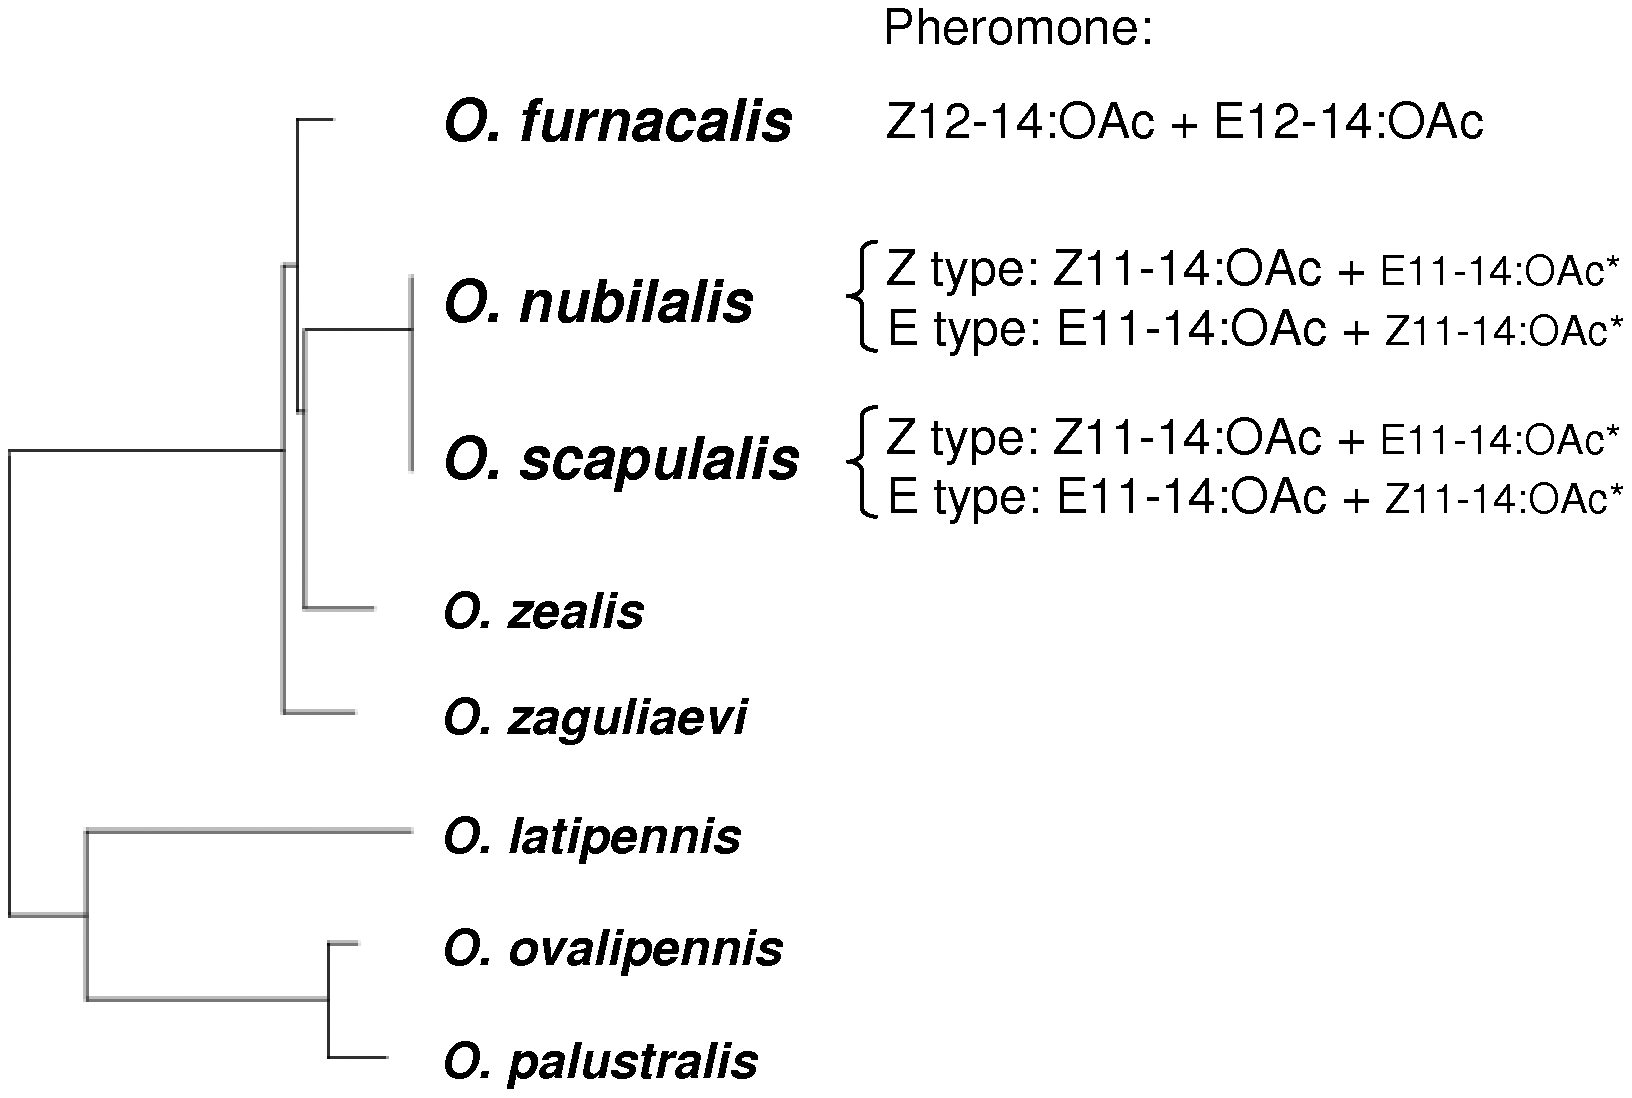 Pheromone:
O. furnacalis Z12-14:OAc + E12-14:OAc
O. nubilalis
Z type: Z11-14:OAc + E11-14:OAc*
E type: E11-14:OAc + Z11-14:OAc*
O. scapulalis
Z type: Z11-14:OAc + E11-14:OAc*
E type: E11-14:OAc + Z11-14:OAc*
O. zealis
O. zaguliaevi
O. latipennis
O. ovalipennis
O. palustralis